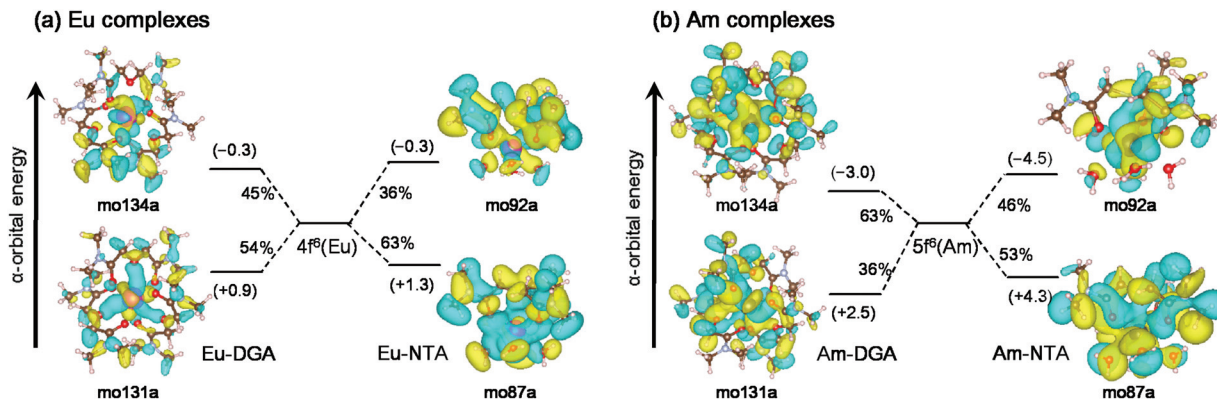 (a) Eu complexes
α-orbital energy
mo134a
(−0.3)
45%
54%
(+0.9)
mo131a
Eu-DGA
4f⁶(Eu)
(−0.3)
36%
63%
(+1.3)
mo92a
Eu-NTA
mo87a
(b) Am complexes
α-orbital energy
mo134a
(−3.0)
63%
36%
(+2.5)
mo131a
Am-DGA
5f⁶(Am)
(−4.5)
46%
53%
(+4.3)
mo92a
Am-NTA
mo87a